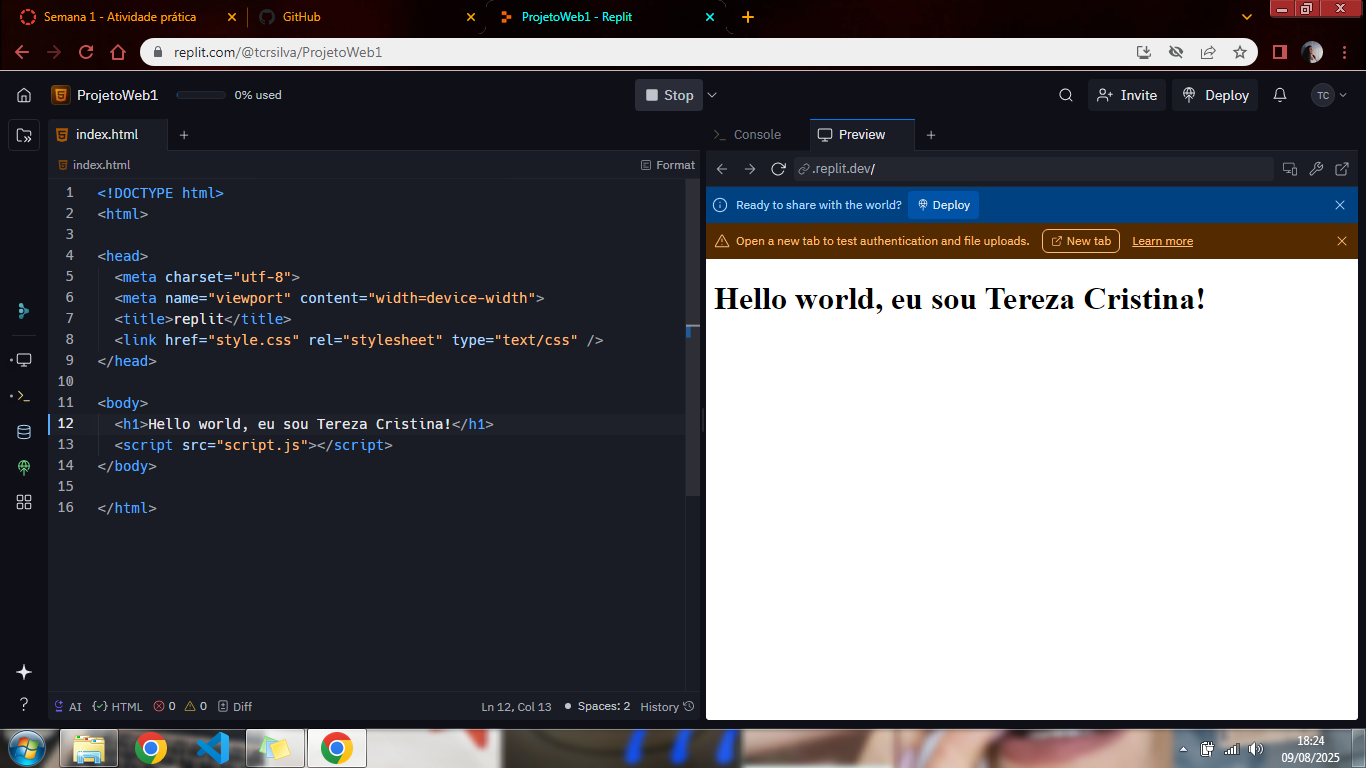 Semana 1 - Atividade prática
GitHub
ProjetoWeb1 - Replit
replit.com/@tcrsilva/ProjetoWeb1
ProjetoWeb1
0% used
Stop
Invite
Deploy
TC
index.html
Console
Preview
index.html
Format
.replit.dev/
Ready to share with the world?
Deploy
Open a new tab to test authentication and file uploads.
New tab
Learn more
1 <!DOCTYPE html>
2 <html>
3
4 <head>
5 <meta charset="utf-8">
6 <meta name="viewport" content="width=device-width">
7 <title>replit</title>
8 <link href="style.css" rel="stylesheet" type="text/css" />
9 </head>
10
11 <body>
12 <h1>Hello world, eu sou Tereza Cristina!</h1>
13 <script src="script.js"></script>
14 </body>
15
16 </html>
Hello world, eu sou Tereza Cristina!
AI
HTML
0
0
Diff
Ln 12, Col 13
Spaces: 2
History
18:24
09/08/2025